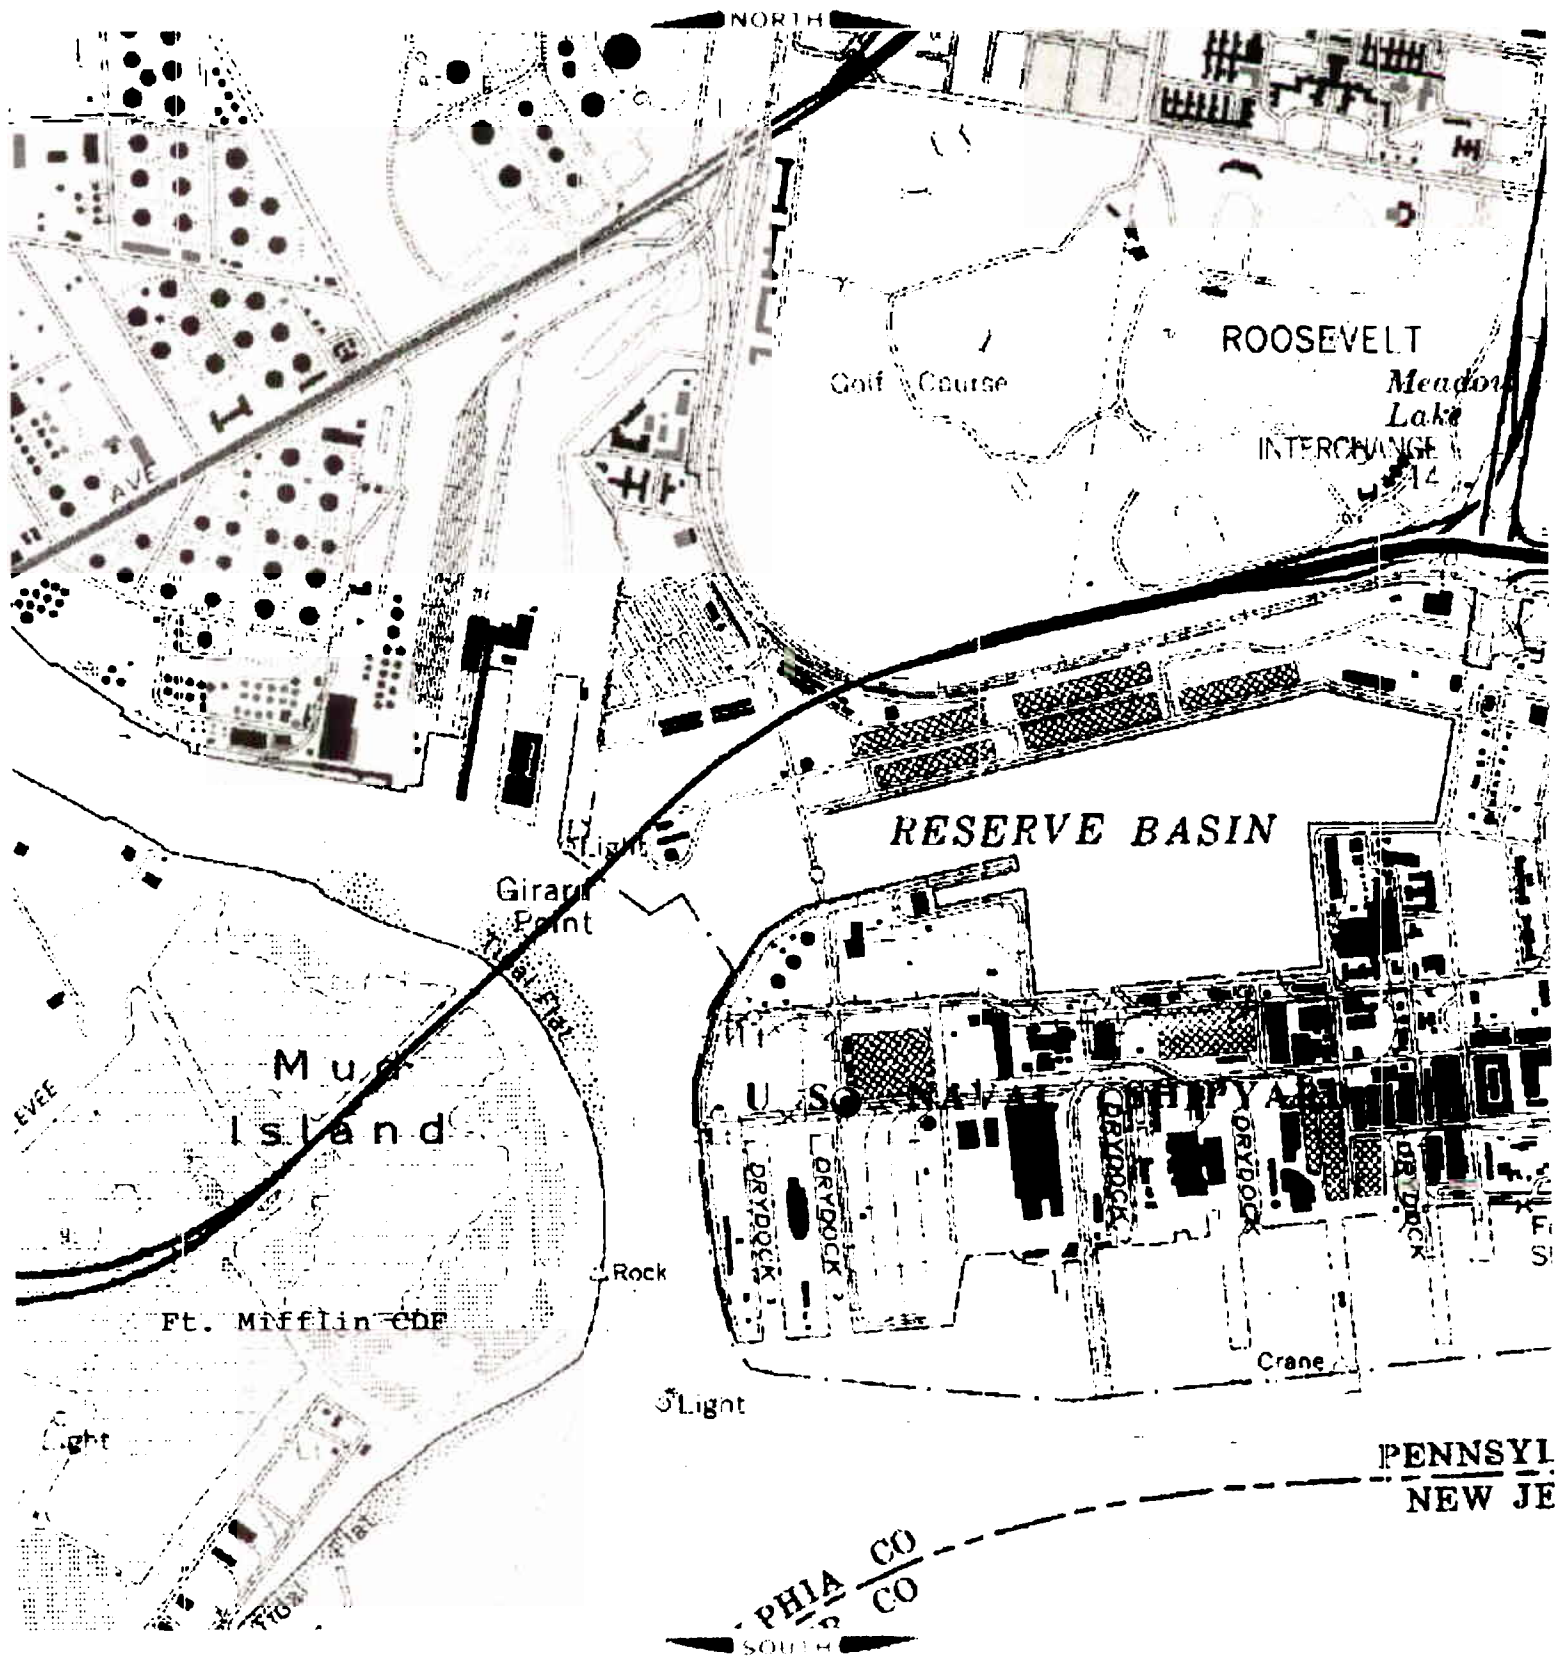 NORTH
ROOSEVELT
Golf Course
Meadow
Lake
INTERCHANGE
14
AVE
RESERVE BASIN
Light
Girard
Point
Tidal Flat
Mud
Island
EVEE
U S NAVAL SHIPYARD
DRYDOCK
DRYDOCK
DRYDOCK
DRYDOCK
DRYDOCK
F
S
Rock
Ft. Mifflin CDF
Crane
Light
Light
PENNSYL
NEW JE
Flat
Tidal
PHIA CO
CO
SOUTH